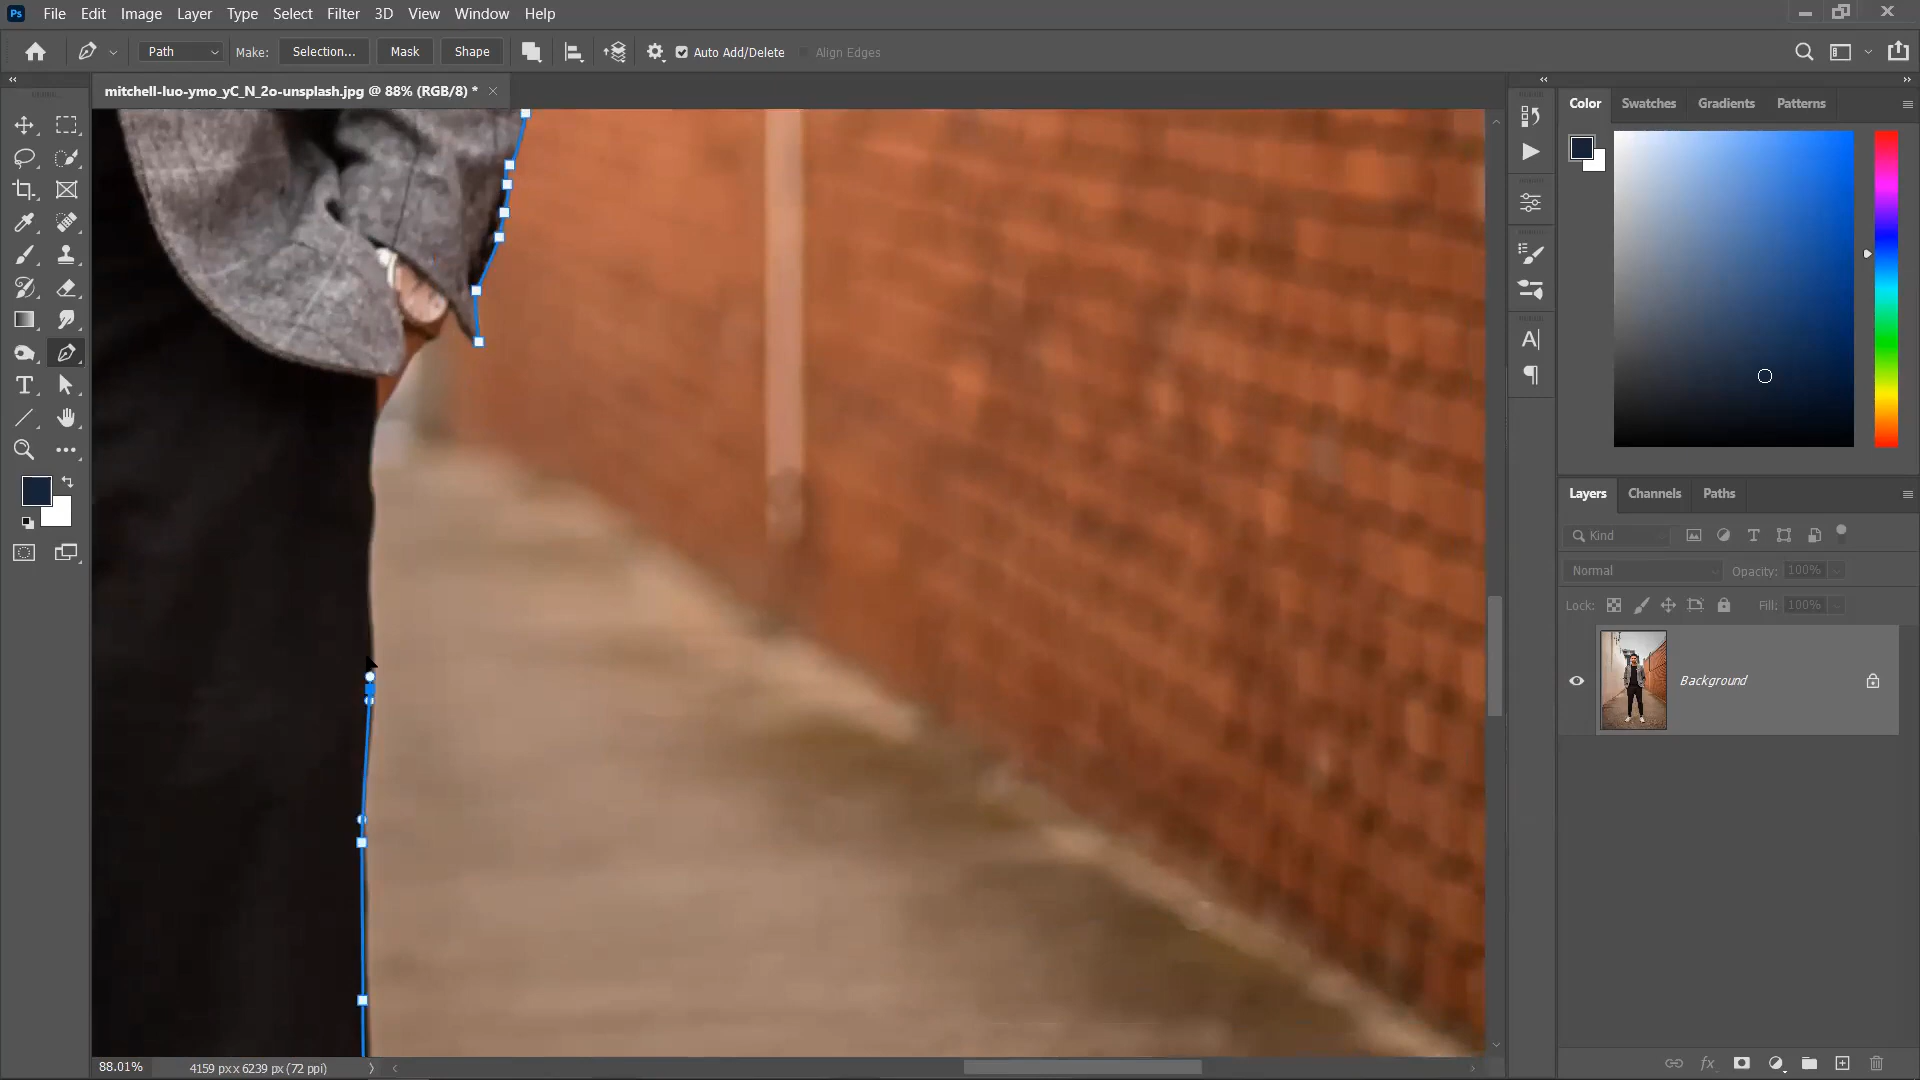 Ps File Edit Image Layer Type Select Filter 3D View Window Help
Path Make: Selection... Mask Shape Auto Add/Delete Align Edges
mitchell-luo-ymo_yC_N_2o-unsplash.jpg @ 88% (RGB/8) *
Color Swatches Gradients Patterns
Layers Channels Paths
Kind
Normal Opacity: 100%
Lock: Fill: 100%
Background
88.01% 4159 px x 6239 px (72 ppi)